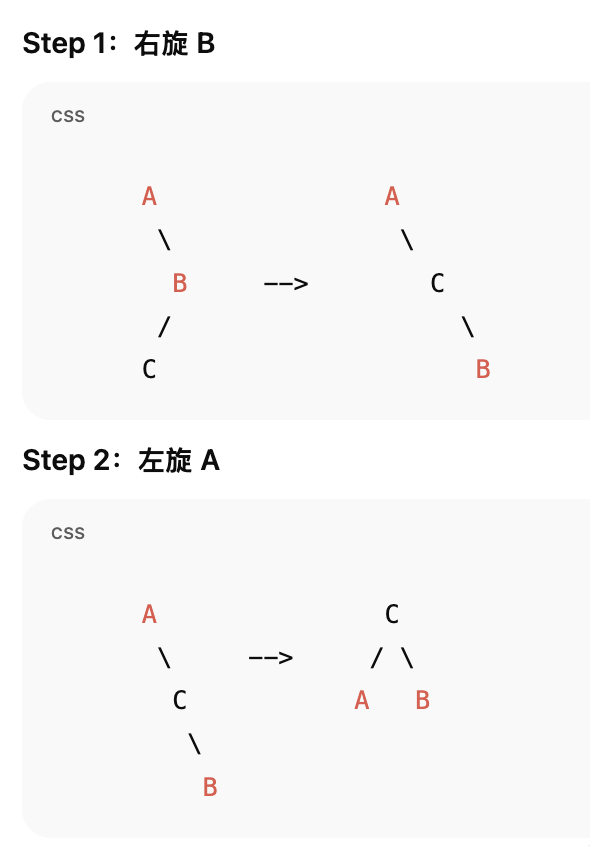 Step 1：右旋 B
CSS
A                A
 \                \
  B     -->        C
 /                  \
C                    B
Step 2：左旋 A
CSS
A                C
 \     -->      / \
  C            A   B
   \
    B